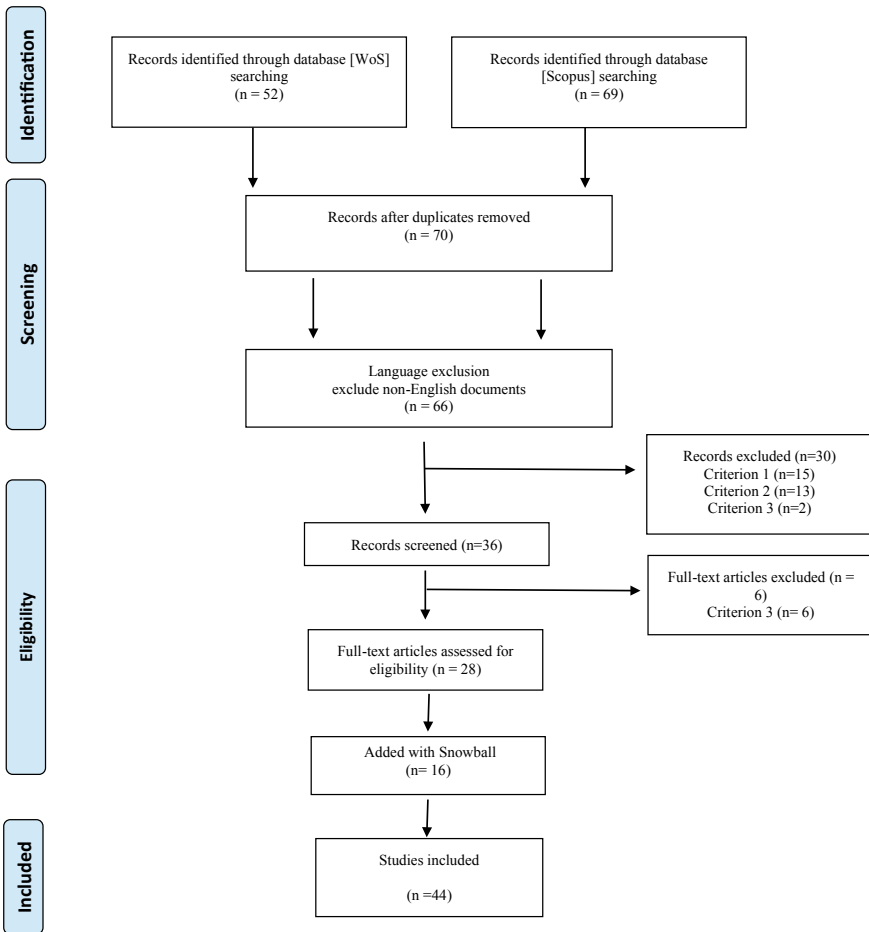 Identification
Records identified through database [WoS]
searching
(n = 52)
Records identified through database
[Scopus] searching
(n = 69)
Screening
Records after duplicates removed
(n = 70)
Language exclusion
exclude non-English documents
(n = 66)
Records excluded (n=30)
Criterion 1 (n=15)
Criterion 2 (n=13)
Criterion 3 (n=2)
Eligibility
Records screened (n=36)
Full-text articles excluded (n =
6)
Criterion 3 (n= 6)
Full-text articles assessed for
eligibility (n = 28)
Added with Snowball
(n= 16)
Included
Studies included
(n =44)